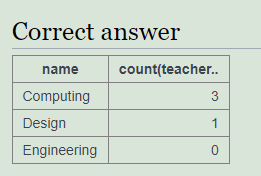 Correct answer
name count(teacher..
Computing 3
Design 1
Engineering 0